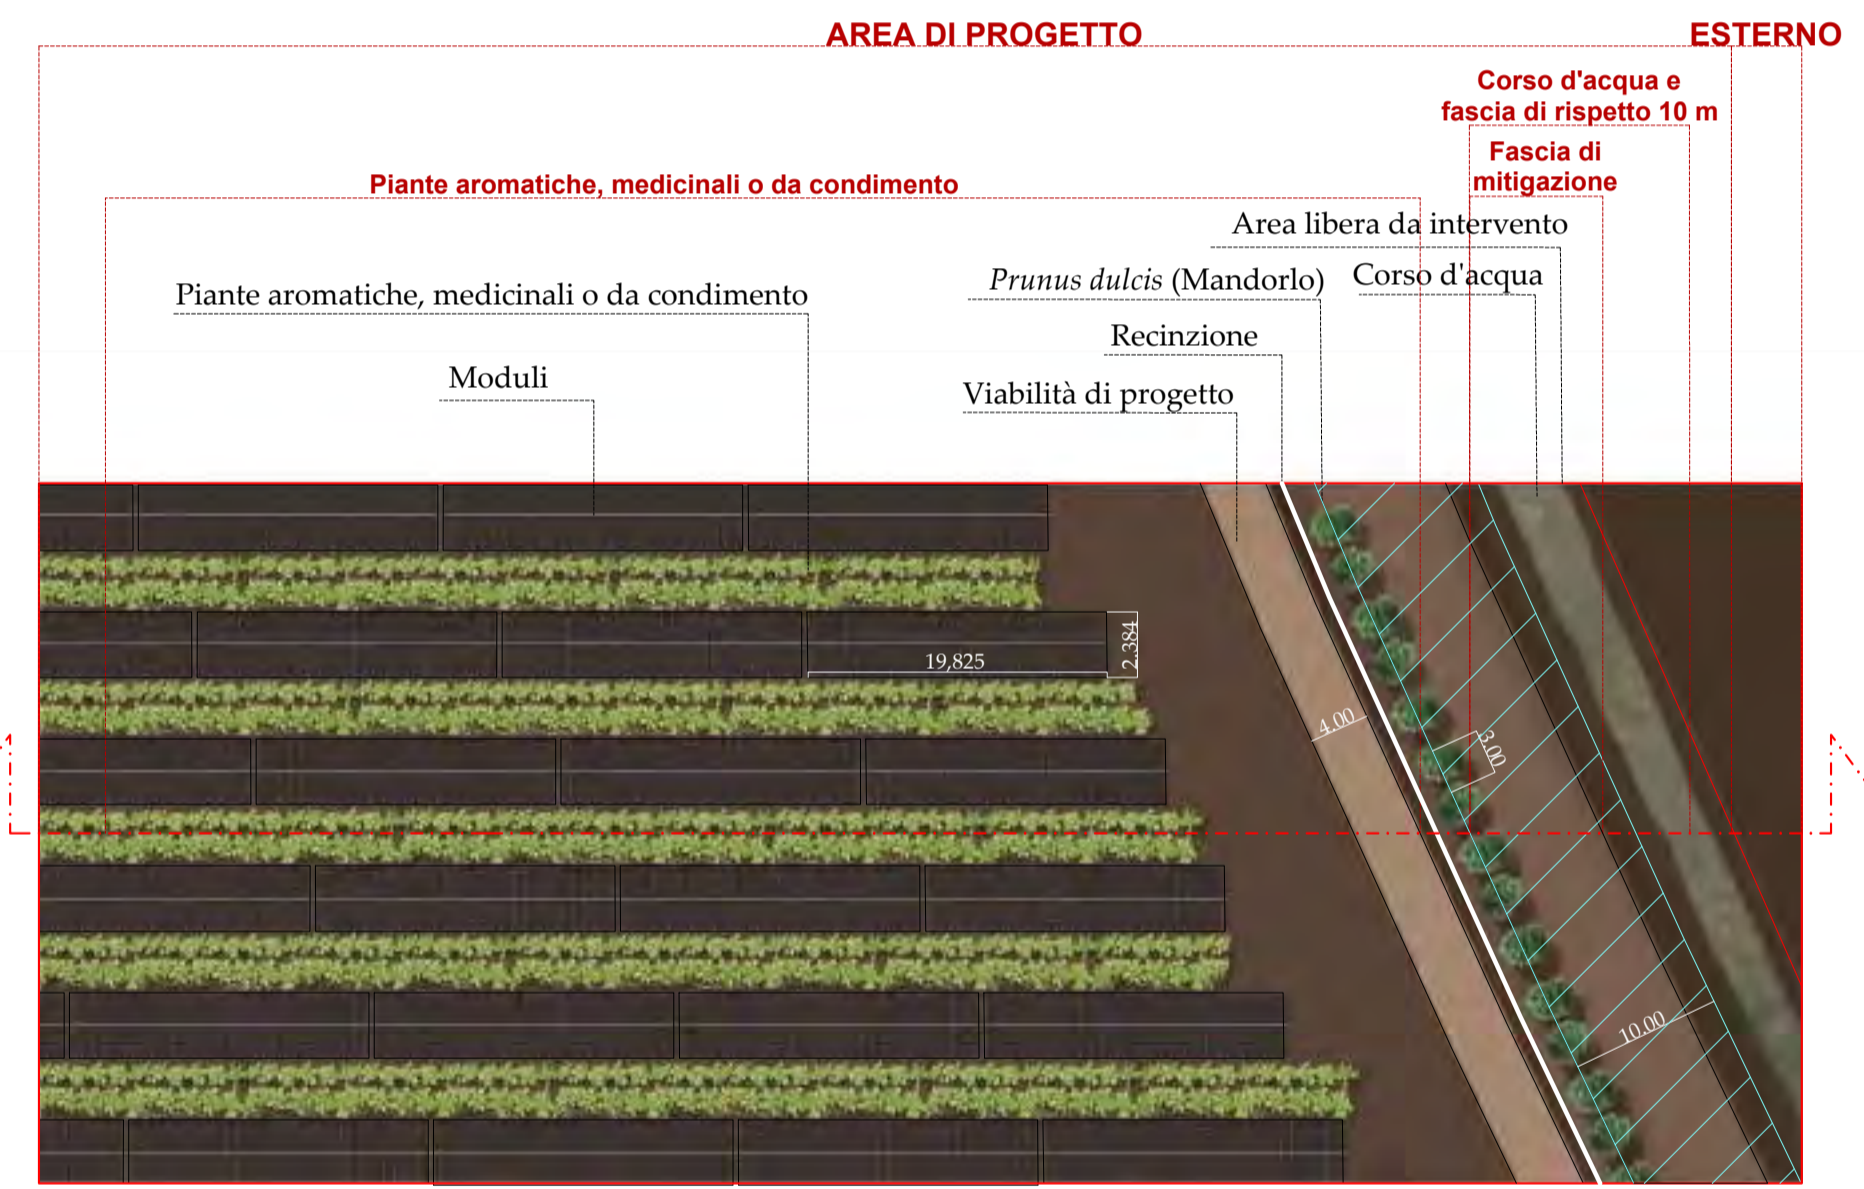 AREA DI PROGETTO
ESTERNO
Corso d'acqua e
fascia di rispetto 10 m
Fascia di
mitigazione
Piante aromatiche, medicinali o da condimento
Area libera da intervento
Prunus dulcis (Mandorlo)
Corso d'acqua
Piante aromatiche, medicinali o da condimento
Recinzione
Moduli
Viabilità di progetto
19,825
2.384
4.00
3.00
10.00